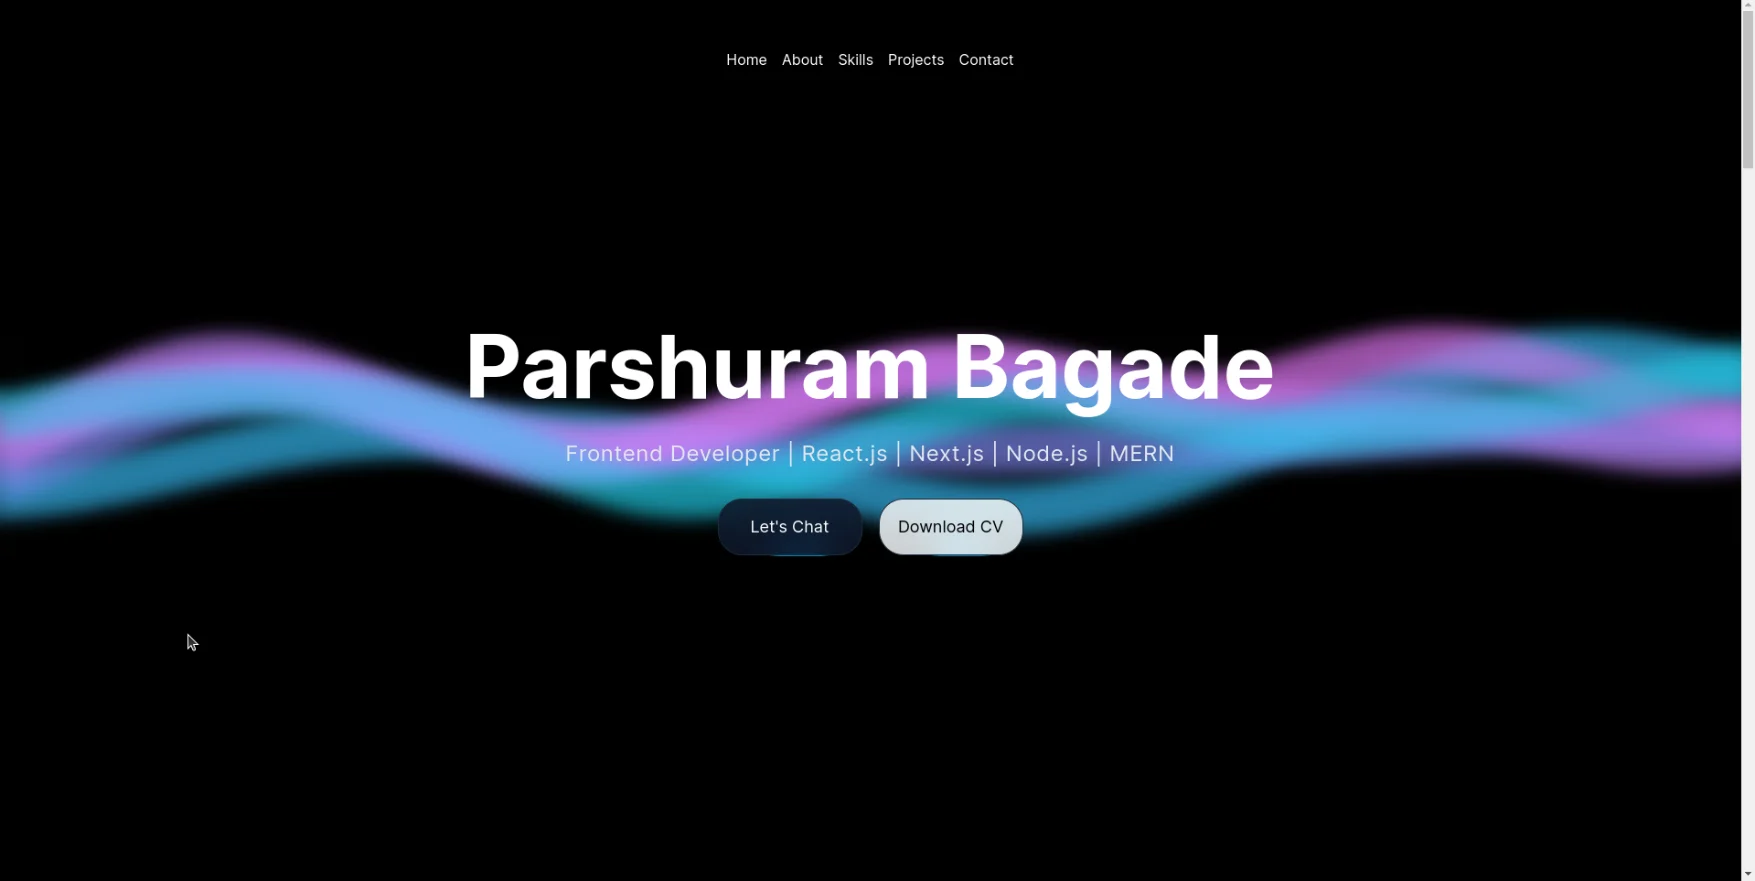 Home About Skills Projects Contact
Parshuram Bagade
Frontend Developer | React.js | Next.js | Node.js | MERN
Let's Chat Download CV